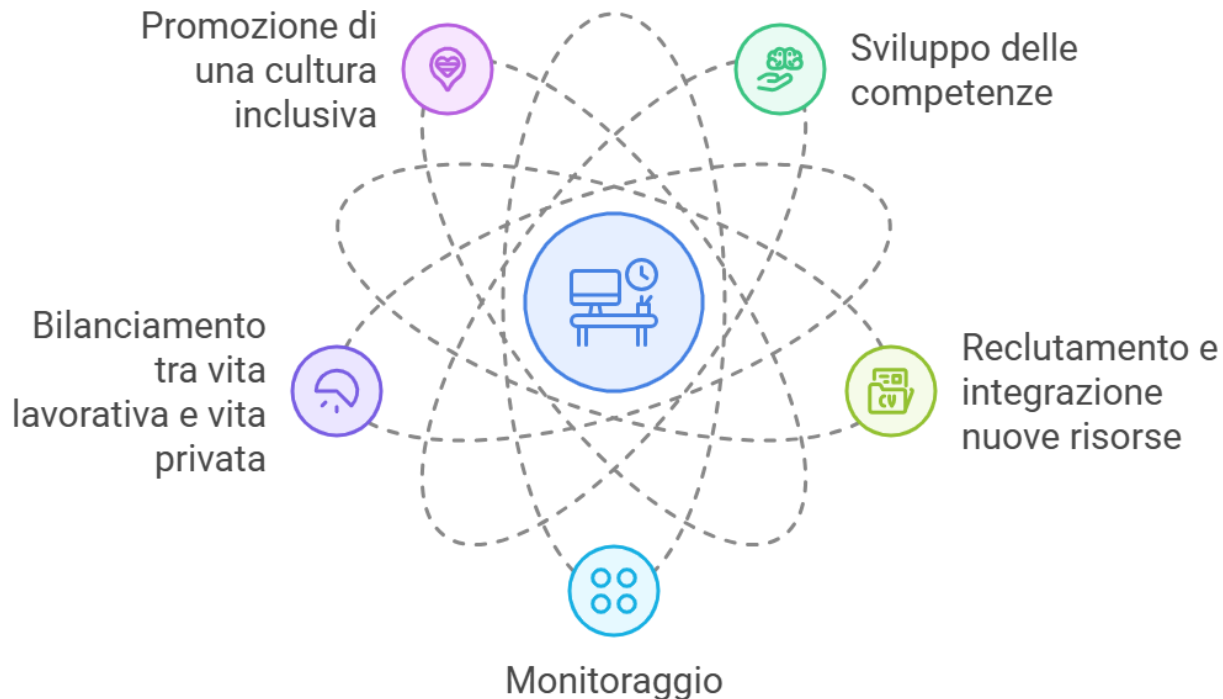 Promozione di
una cultura
inclusiva
Sviluppo delle
competenze
Bilanciamento
tra vita
lavorativa e vita
privata
Reclutamento e
integrazione
nuove risorse
CV
Monitoraggio